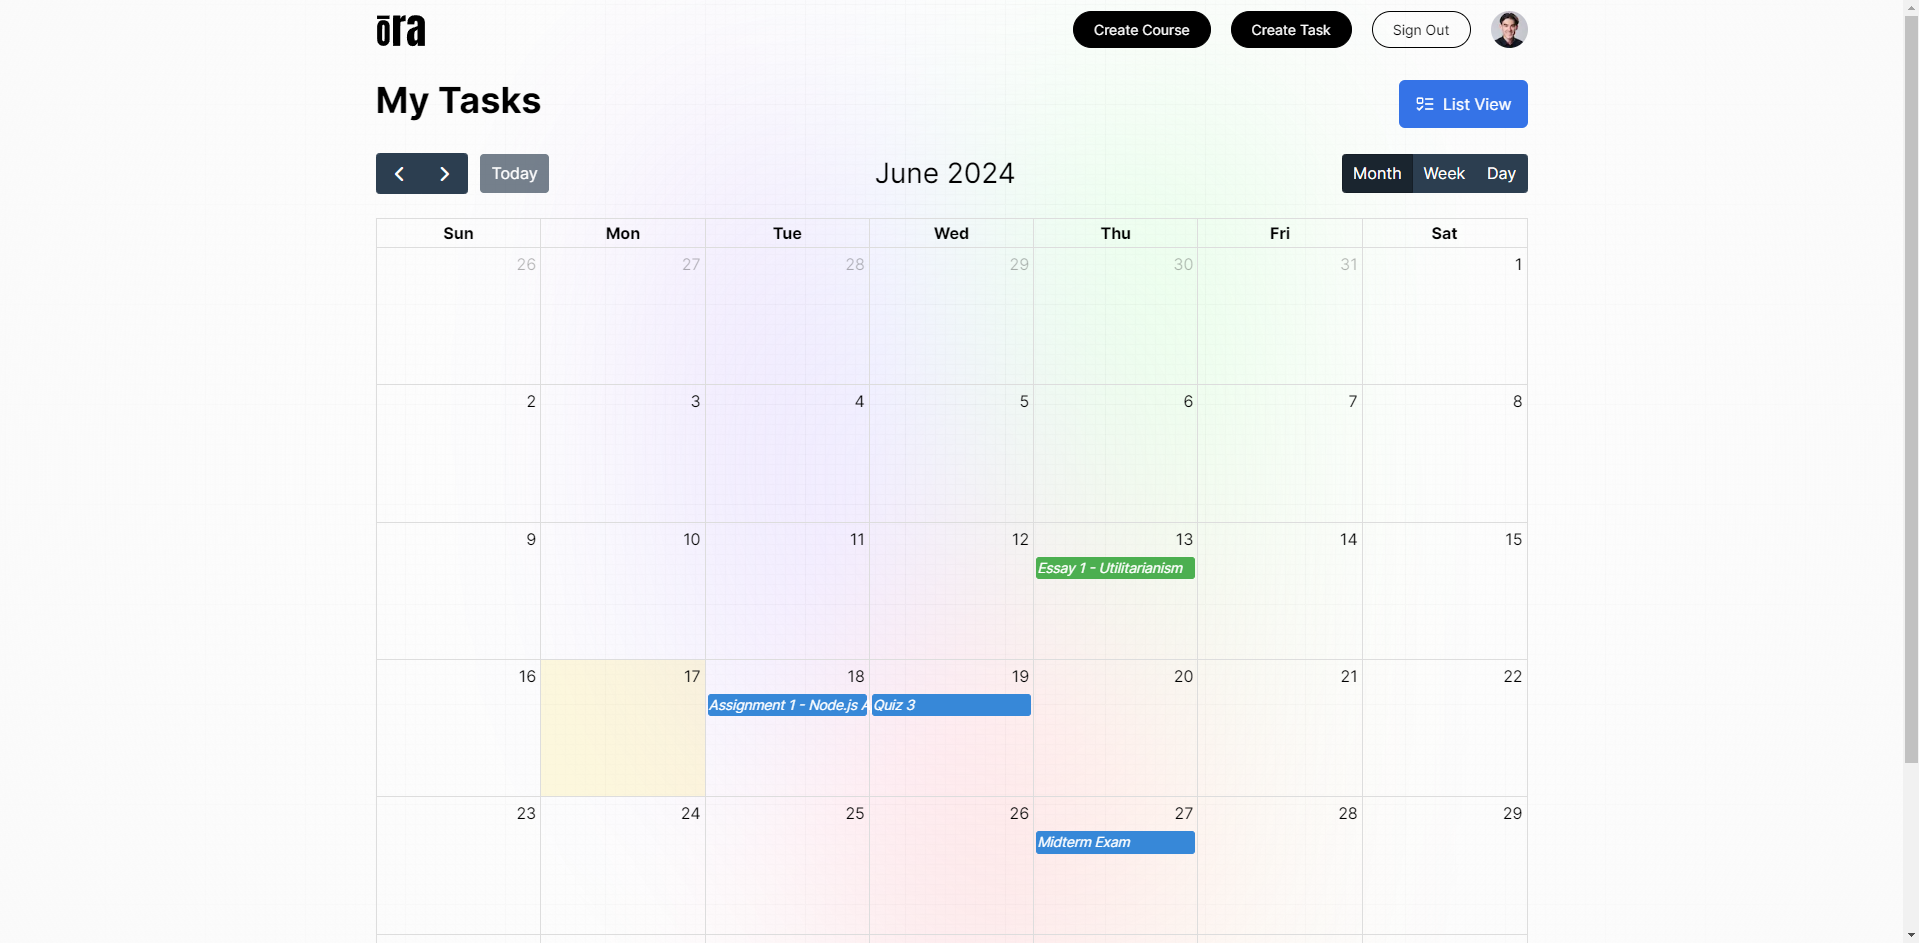 ōra
Create Course
Create Task
Sign Out
My Tasks
List View
Today
June 2024
Month Week Day
Sun Mon Tue Wed Thu Fri Sat
26 27 28 29 30 31 1
2 3 4 5 6 7 8
9 10 11 12 13 14 15
Essay 1 - Utilitarianism
16 17 18 19 20 21 22
Assignment 1 - Node.js A Quiz 3
23 24 25 26 27 28 29
Midterm Exam